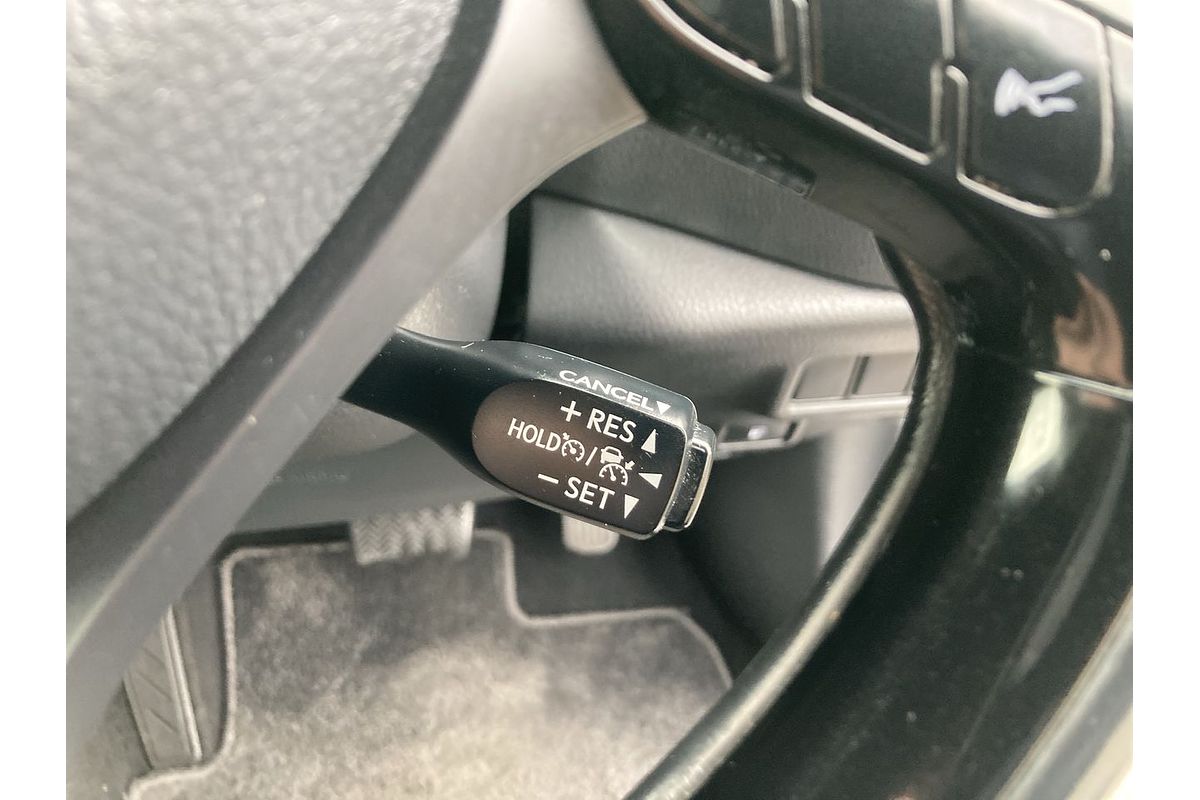 CANCEL▼
+ RES ▲
HOLD /
− SET ▼